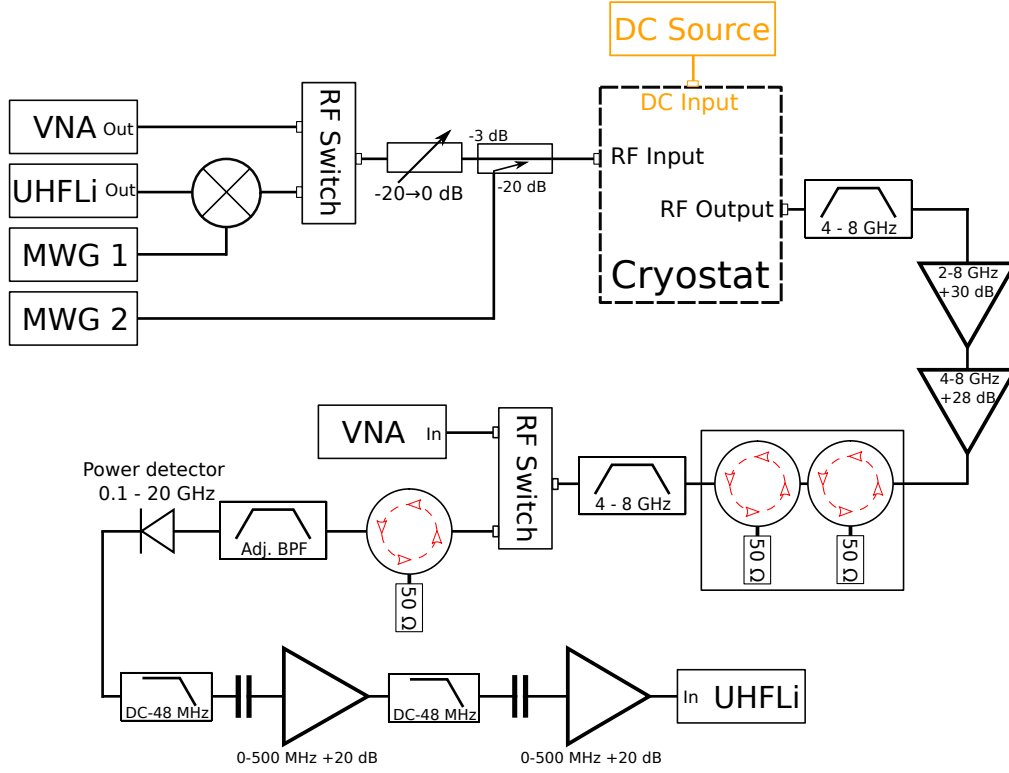 DC Source
DC Input
VNA Out
UHFLi Out
MWG 1
MWG 2
RF Switch
-20→0 dB
-3 dB
-20 dB
RF Input
RF Output
Cryostat
4 - 8 GHz
2-8 GHz
+30 dB
4-8 GHz
+28 dB
50 Ω
50 Ω
4 - 8 GHz
RF Switch
VNA In
50 Ω
Adj. BPF
Power detector
0.1 - 20 GHz
DC-48 MHz
0-500 MHz +20 dB
DC-48 MHz
0-500 MHz +20 dB
In UHFLi